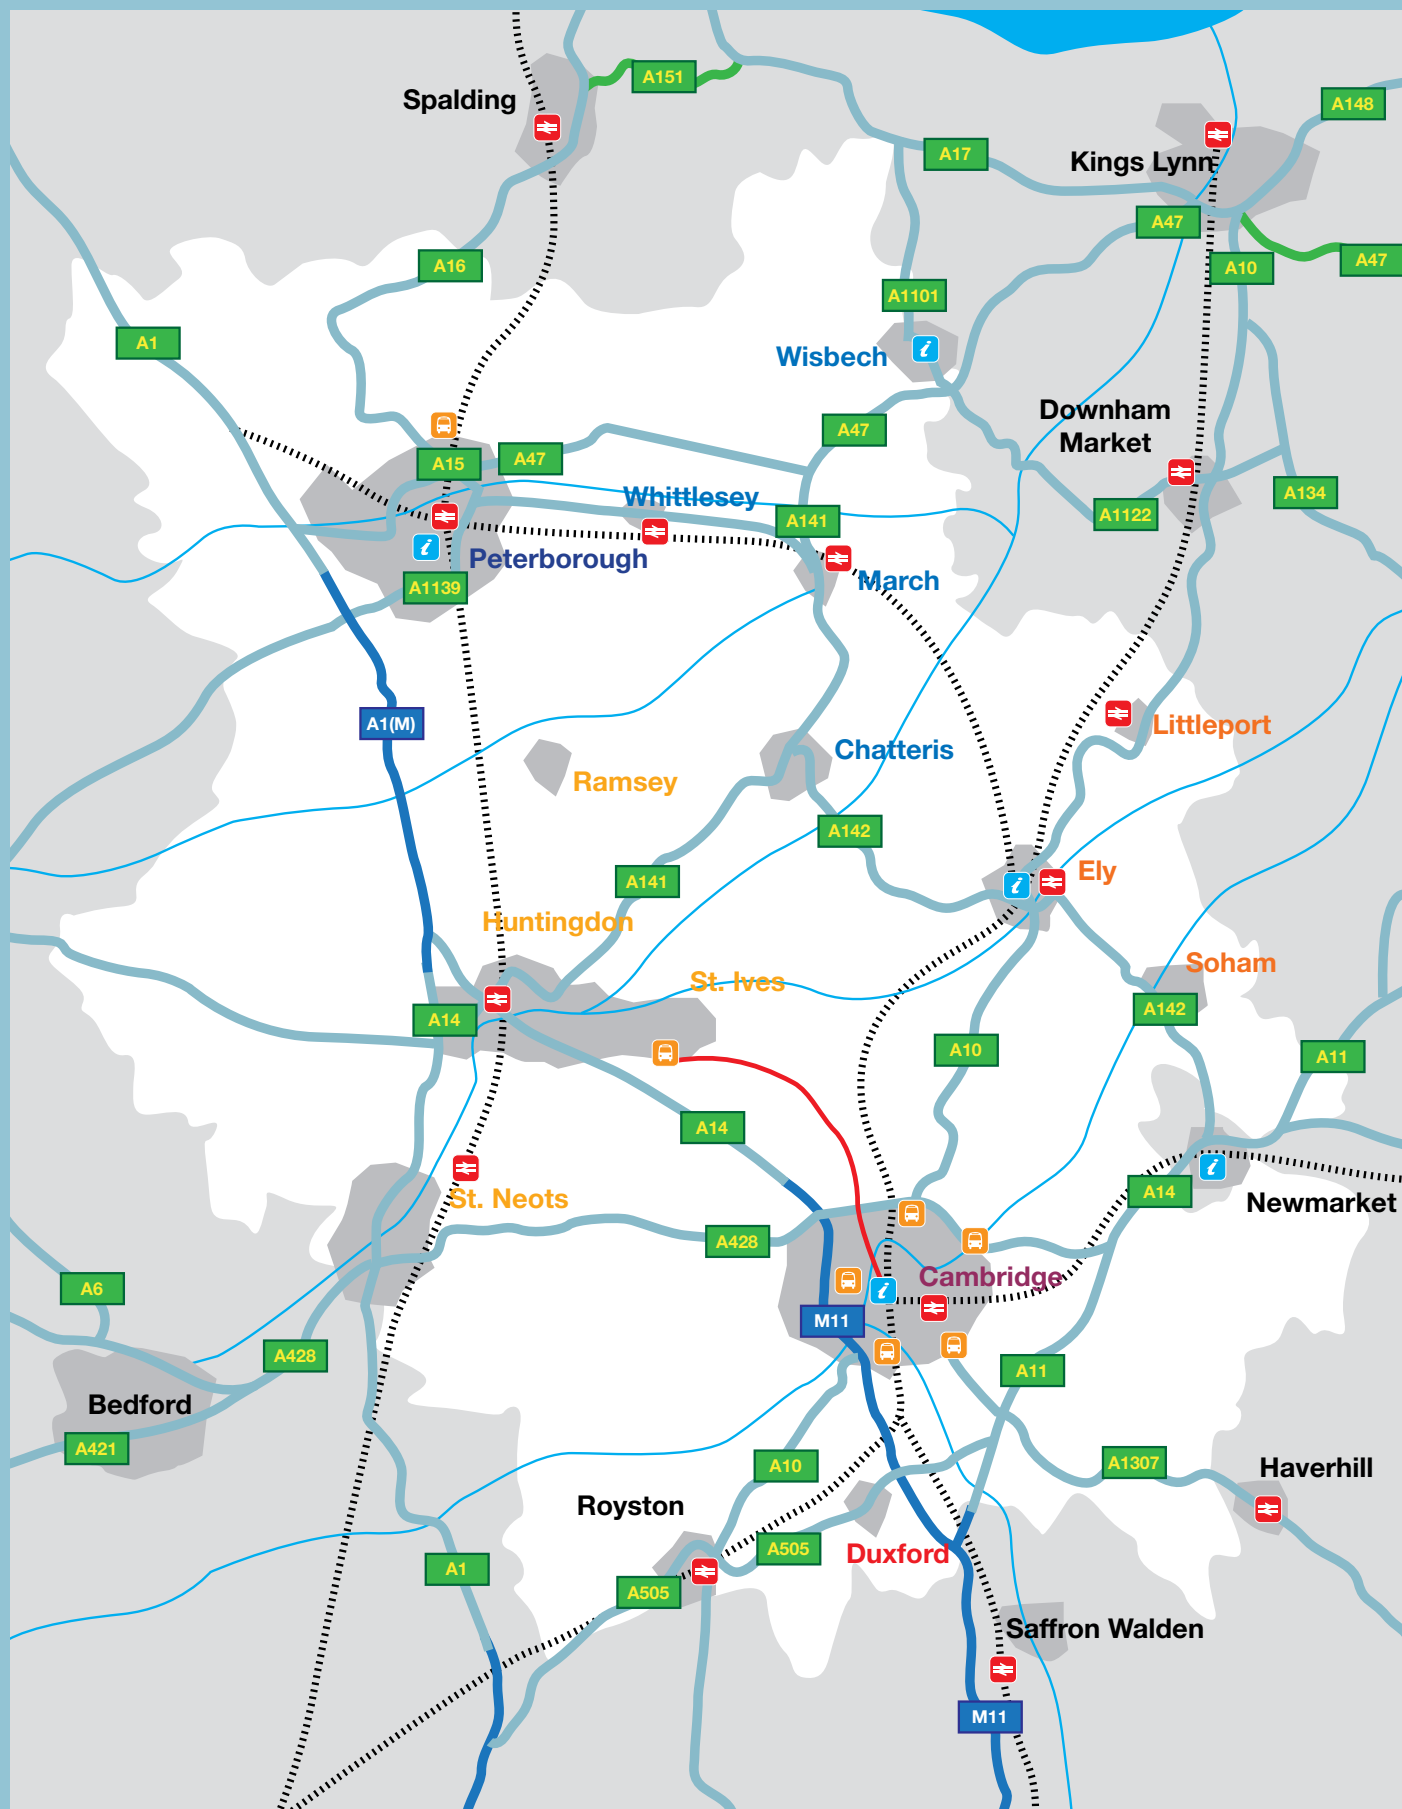 A151
Spalding
A148
A17
Kings Lynn
A47
A16
A10
A47
A1101
A1
Wisbech
Downham
Market
A47
A15
A47
A134
Whittlesey
A1122
A141
Peterborough
March
A1139
A1(M)
Littleport
Chatteris
Ramsey
A142
A141
Ely
Huntingdon
Soham
St. Ives
A142
A14
A10
A11
A14
St. Neots
A14
Newmarket
A428
Cambridge
A6
M11
A428
A11
Bedford
A421
A1307
A10
Haverhill
Royston
A505
Duxford
A1
A505
Saffron Walden
M11